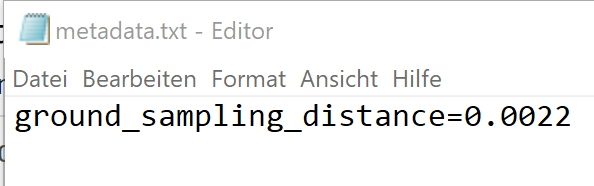 metadata.txt - Editor
Datei Bearbeiten Format Ansicht Hilfe
ground_sampling_distance=0.0022